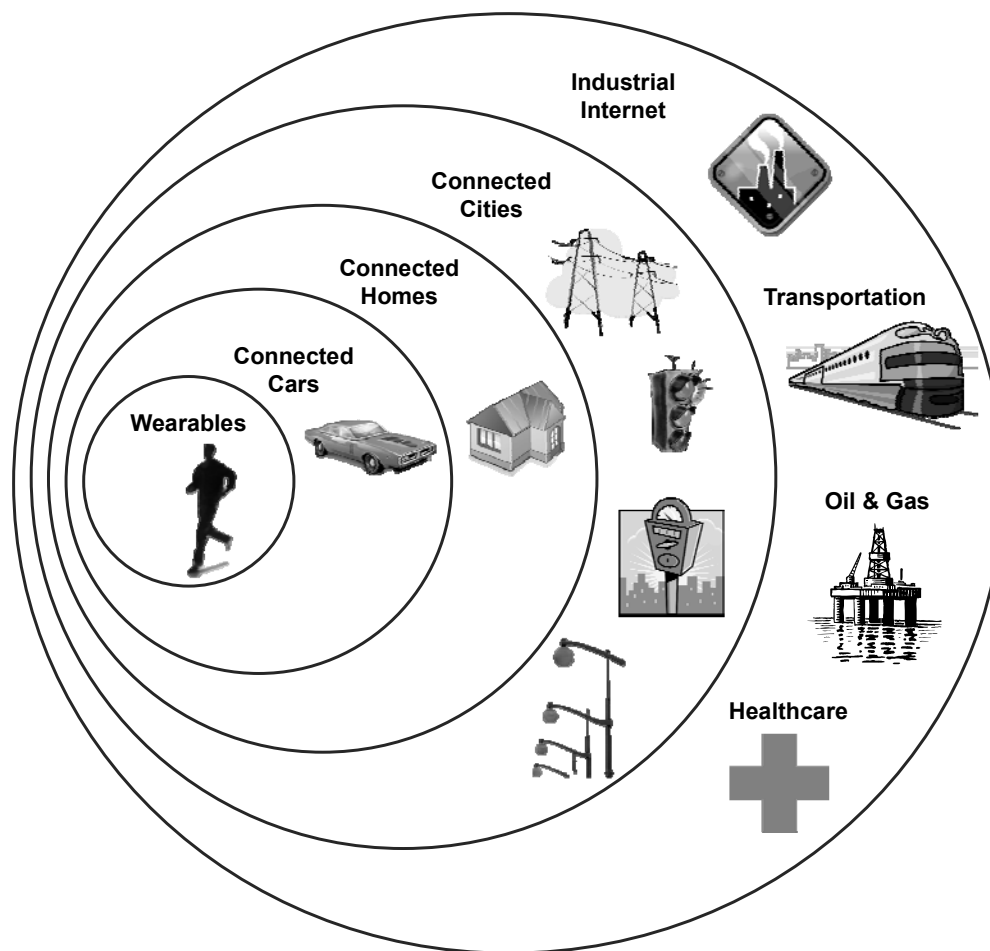 Industrial
Internet
Connected
Cities
Connected
Homes
Transportation
Connected
Cars
Wearables
Oil & Gas
Healthcare